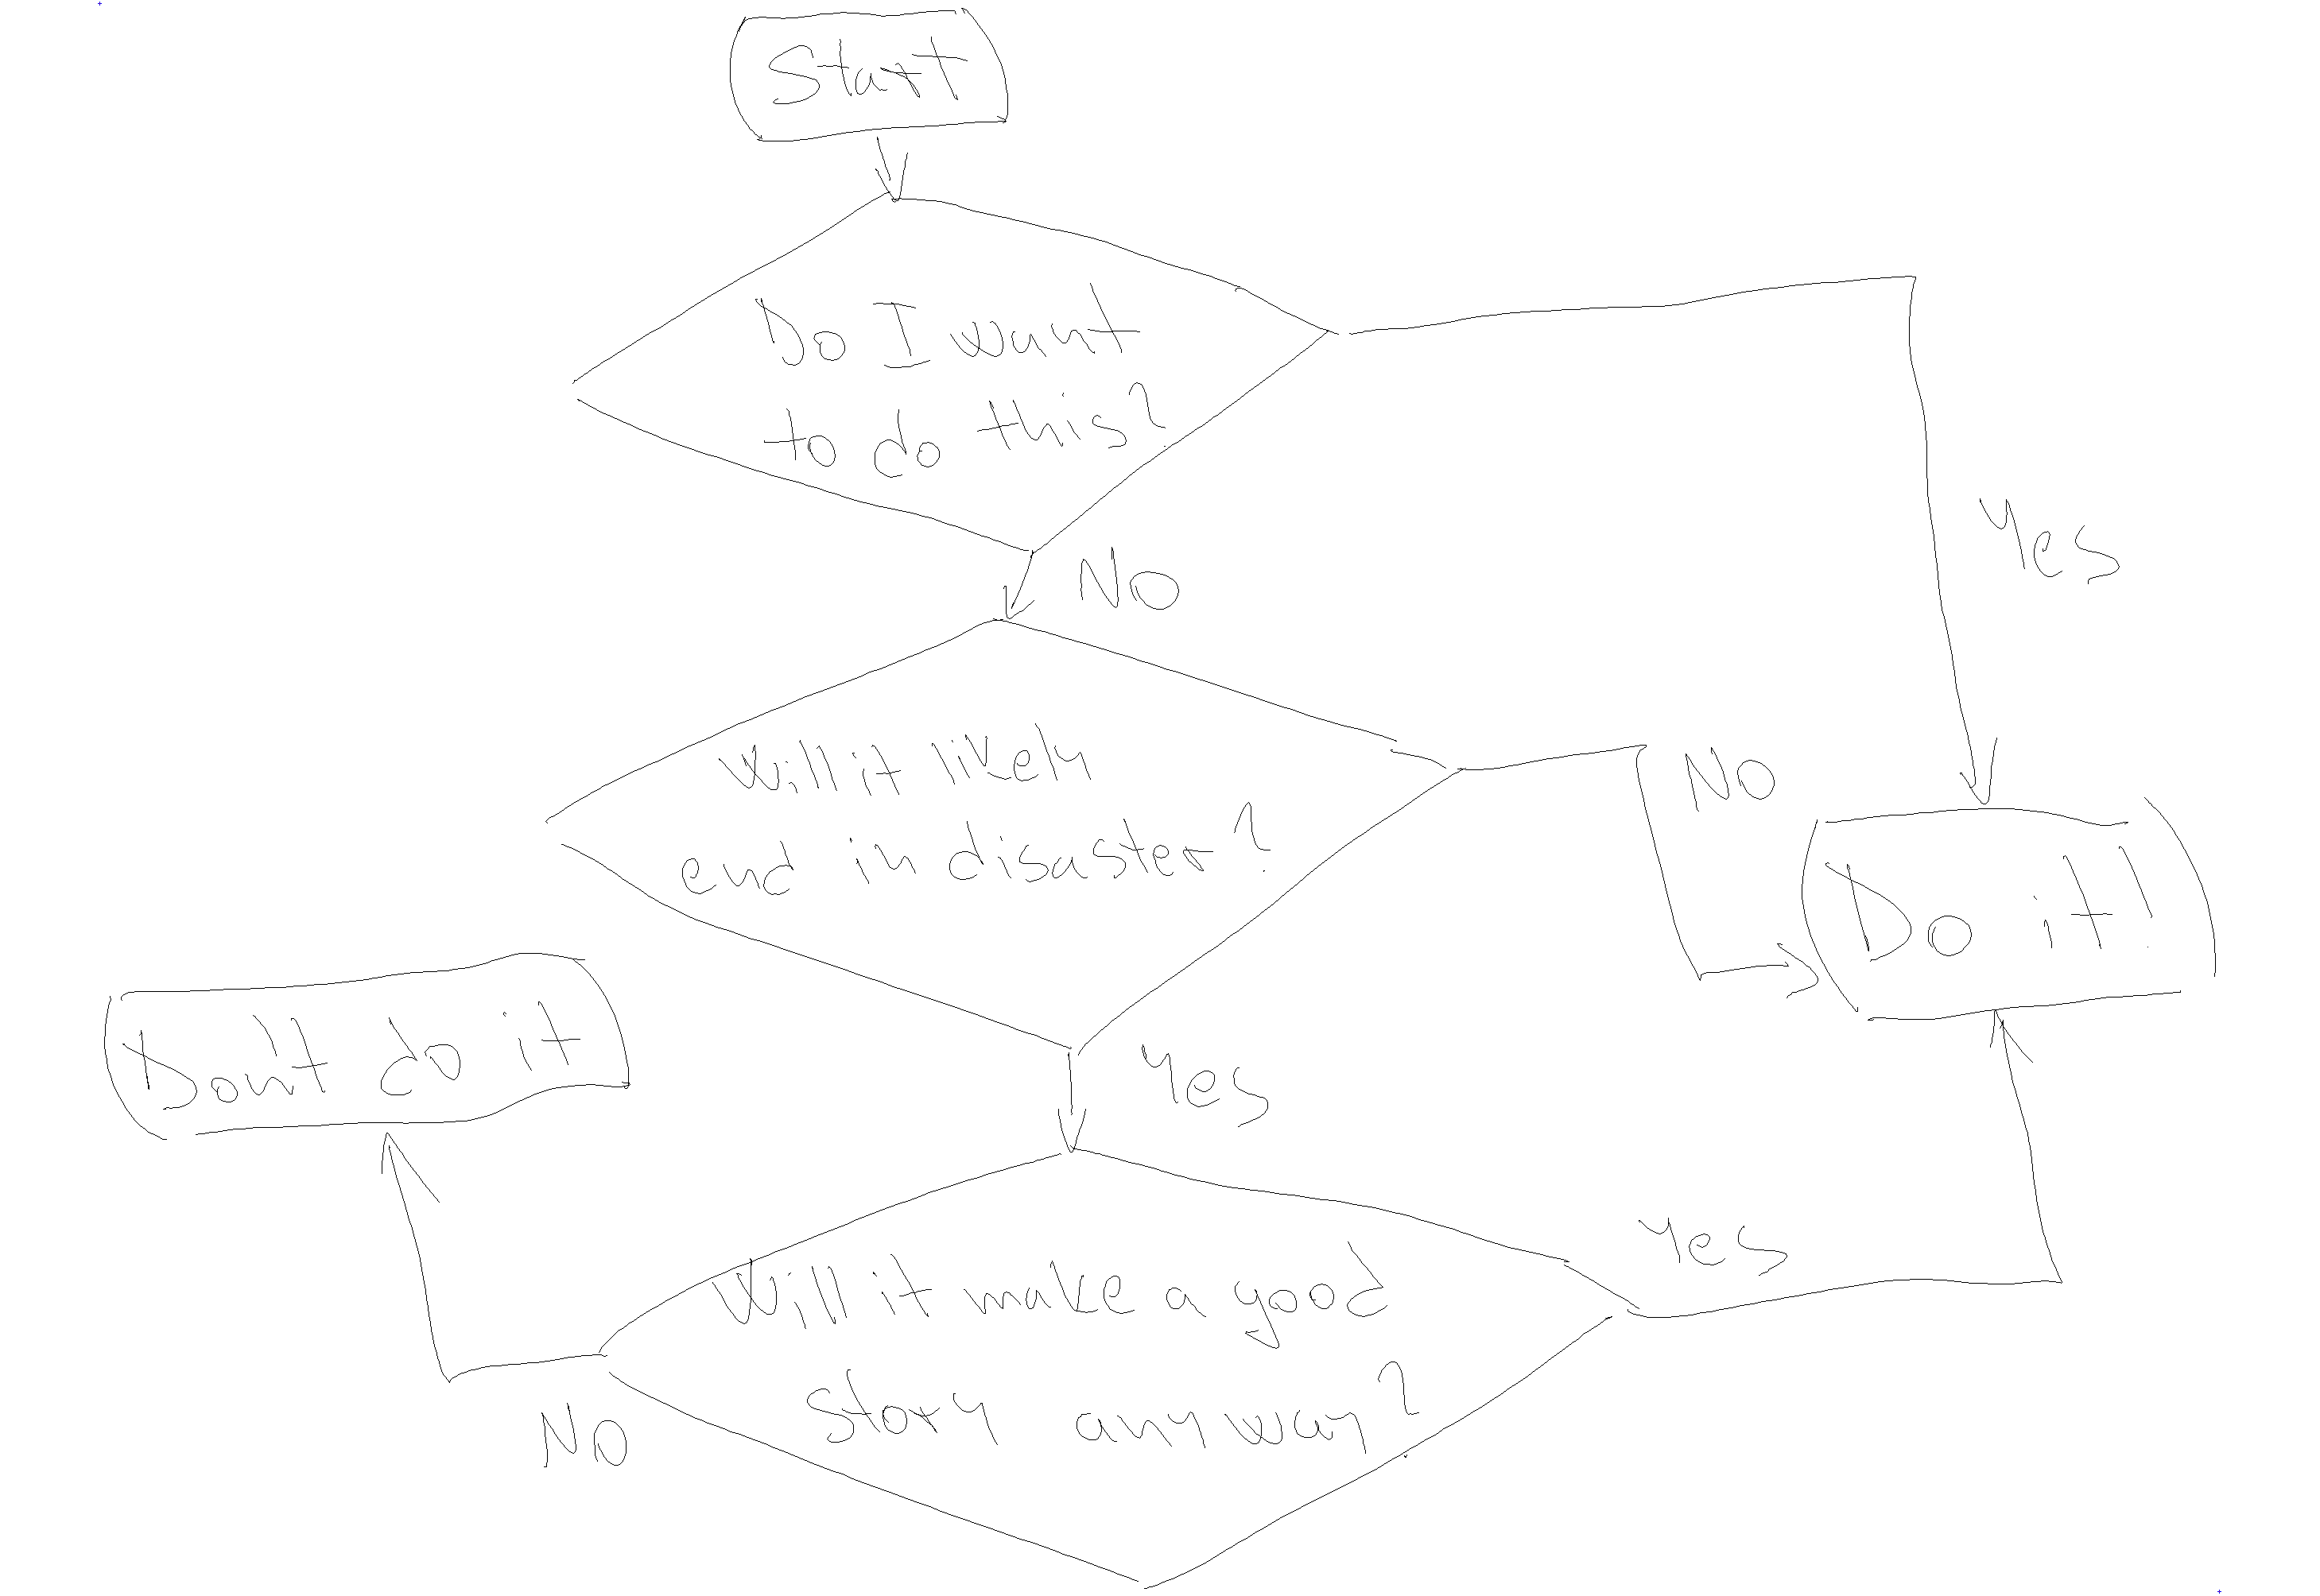 Start
Do I want
to do this?
Yes
No
Will it likely
end in disaster?
No
Do it!
Don't do it
Yes
Will it make a good
story anyway?
Yes
No